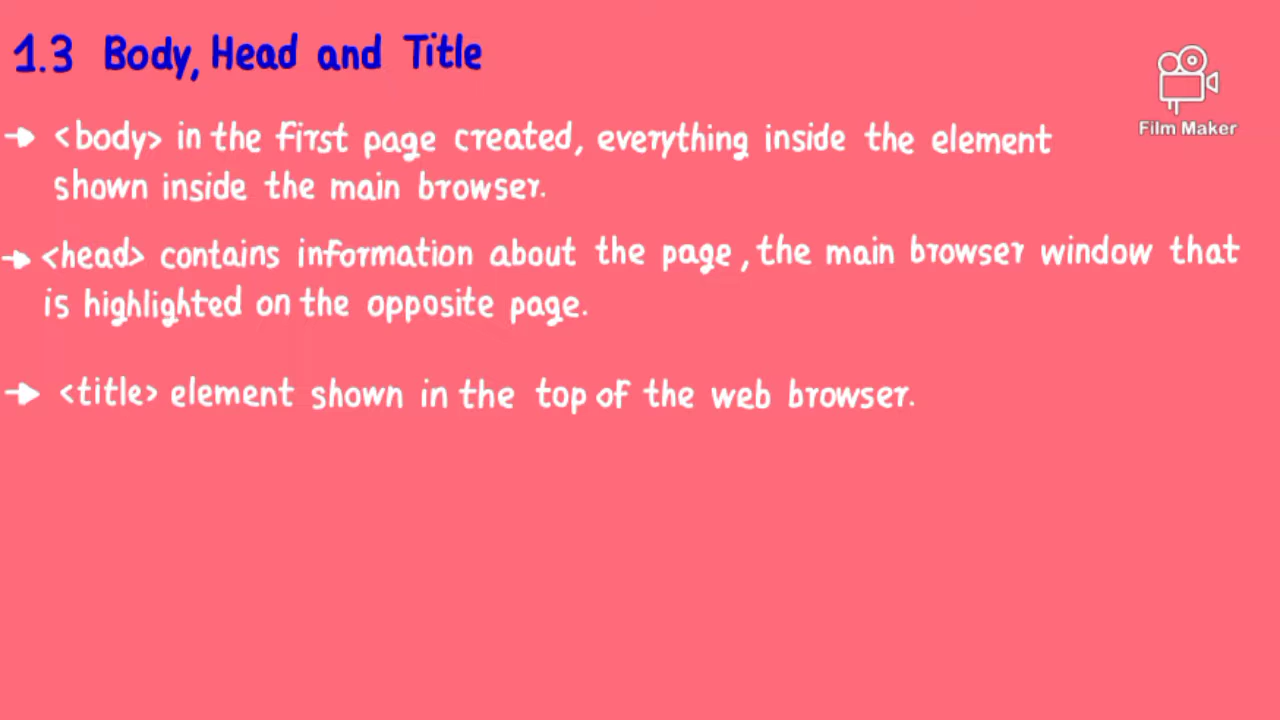 1.3 Body, Head and Title
Film Maker
→ <body> in the first page created, everything inside the element
shown inside the main browser.
→ <head> contains information about the page, the main browser window that
is highlighted on the opposite page.
→ <title> element shown in the top of the web browser.